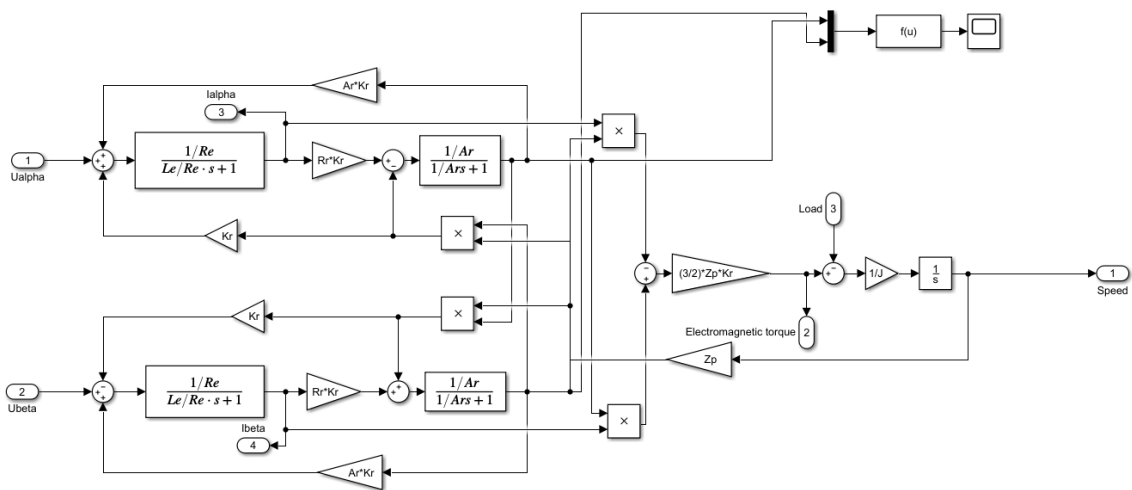 f(u)
Ar*Kr
Ialpha
3
×
1/Re
Le/Re · s + 1
Rr*Kr
+
−
1/Ar
1/Ars + 1
+
+
+
1
Ualpha
Kr
×
Load
3
−
+
(3/2)*Zp*Kr
+
−
1/J
1
s
1
Speed
Kr
×
Electromagnetic torque
2
Zp
−
+
+
2
Ubeta
1/Re
Le/Re · s + 1
Rr*Kr
+
+
1/Ar
1/Ars + 1
×
Ibeta
4
Ar*Kr